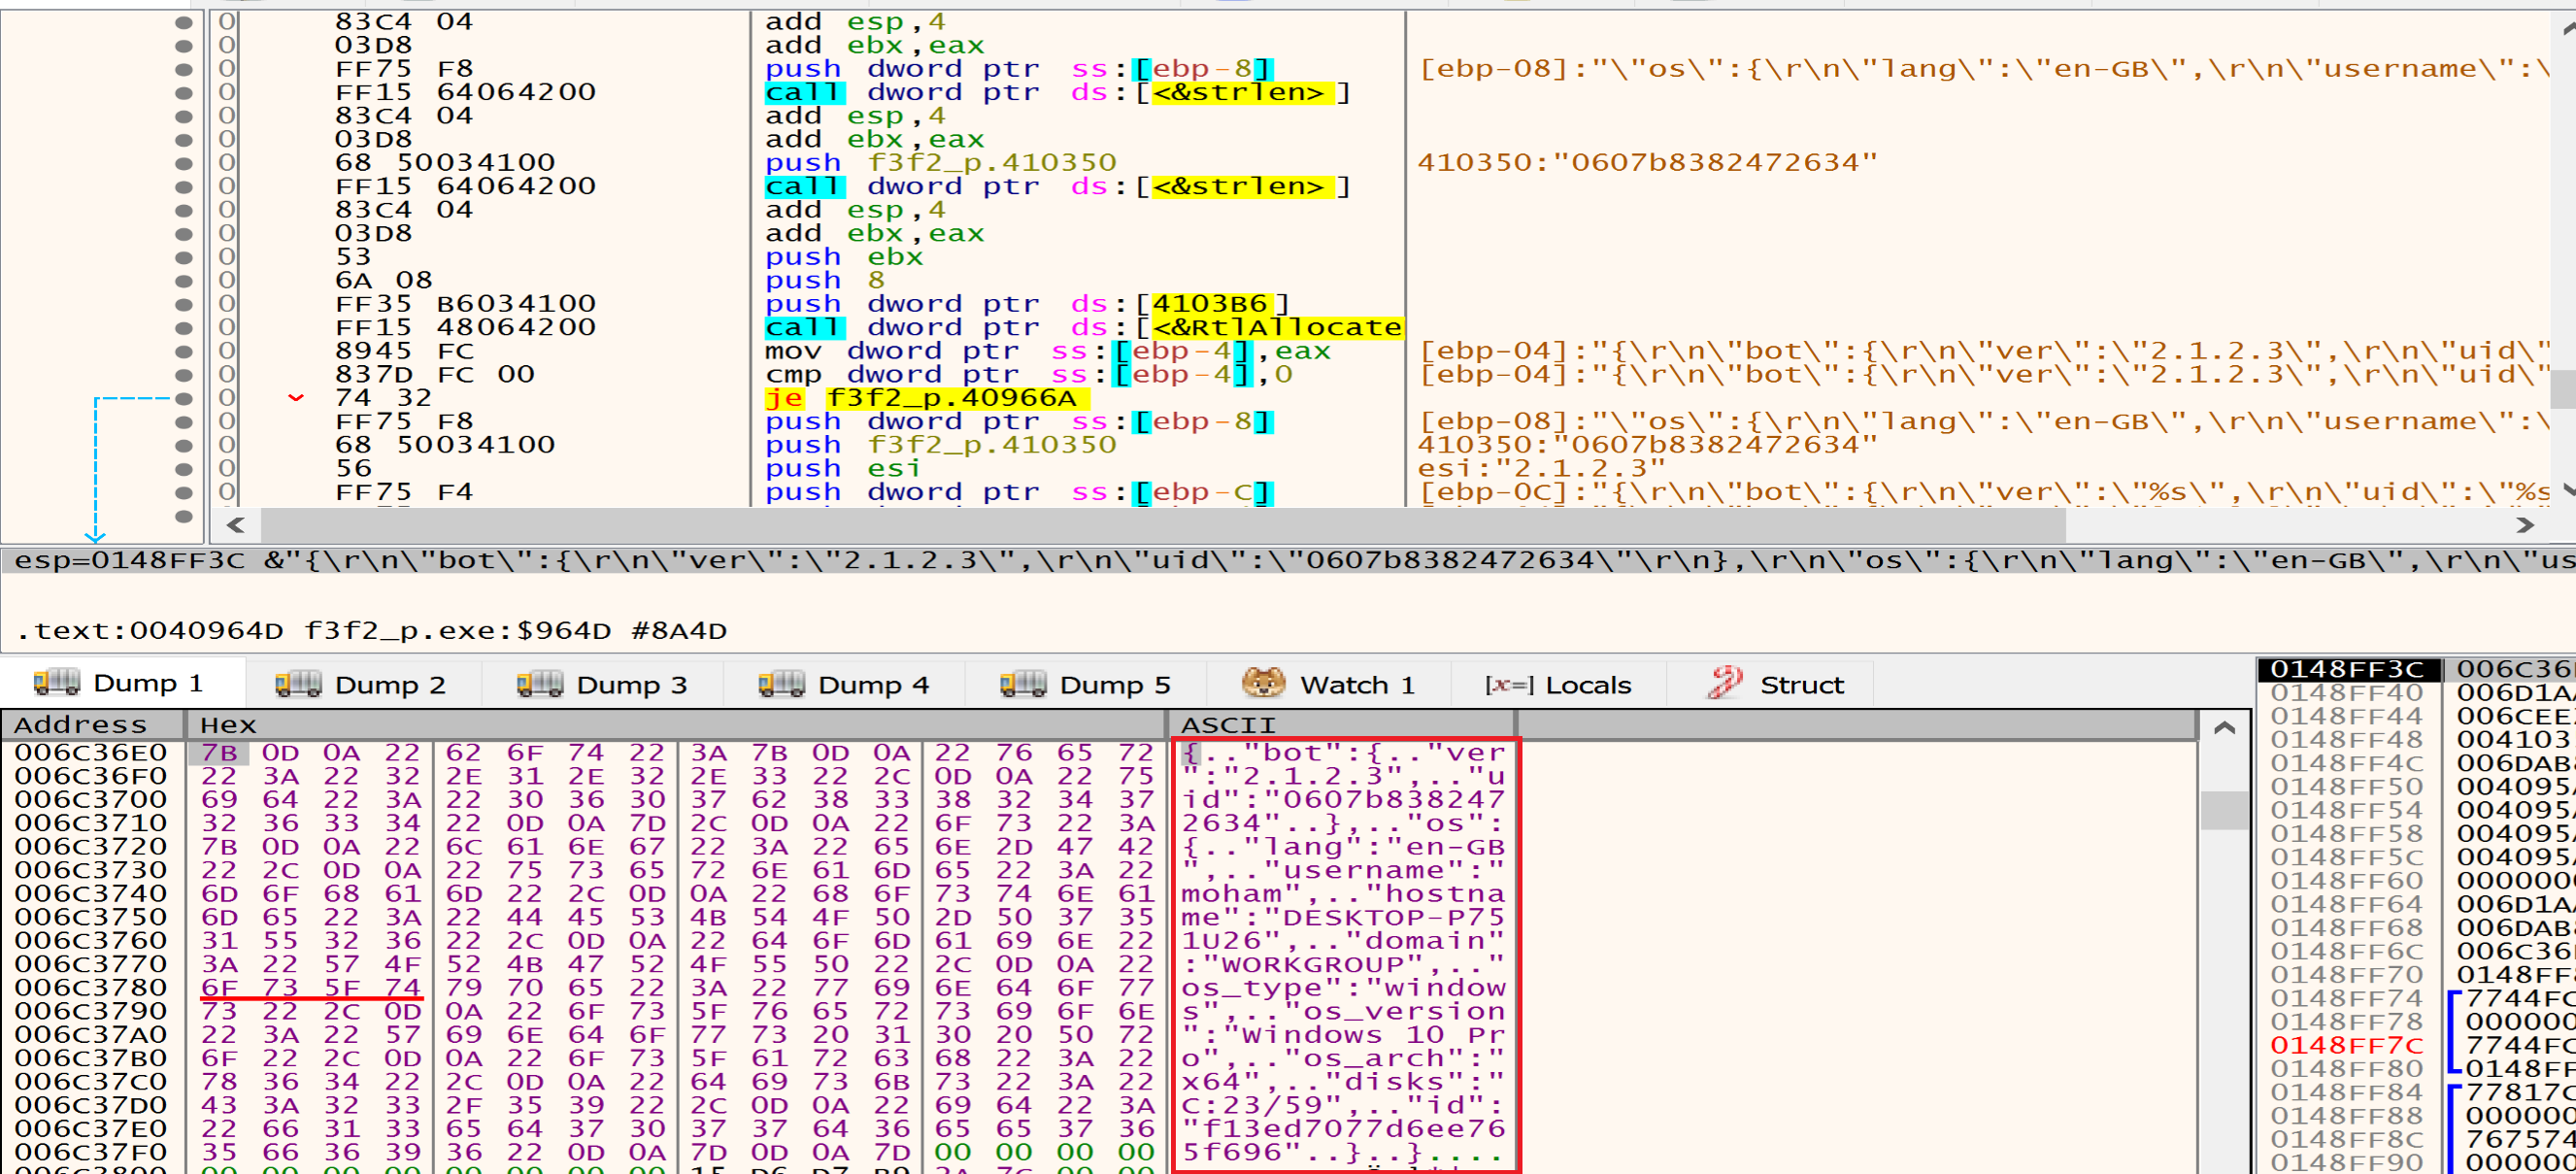 0 83C4 04 add esp,4
0 03D8 add ebx,eax
0 FF75 F8 push dword ptr ss:[ebp-8] [ebp-08]:"\"os\":{\r\n\"lang\":\"en-GB\",\r\n\"username\":\
0 FF15 64064200 call dword ptr ds:[<&strlen>]
0 83C4 04 add esp,4
0 03D8 add ebx,eax
0 68 50034100 push f3f2_p.410350 410350:"0607b8382472634"
0 FF15 64064200 call dword ptr ds:[<&strlen>]
0 83C4 04 add esp,4
0 03D8 add ebx,eax
0 53 push ebx
0 6A 08 push 8
0 FF35 B6034100 push dword ptr ds:[4103B6]
0 FF15 48064200 call dword ptr ds:[<&RtlAllocate
0 8945 FC mov dword ptr ss:[ebp-4],eax [ebp-04]:"{\r\n\"bot\":{\r\n\"ver\":\"2.1.2.3\",\r\n\"uid\"
0 837D FC 00 cmp dword ptr ss:[ebp-4],0 [ebp-04]:"{\r\n\"bot\":{\r\n\"ver\":\"2.1.2.3\",\r\n\"uid\"
0 74 32 je f3f2_p.40966A
0 FF75 F8 push dword ptr ss:[ebp-8] [ebp-08]:"\"os\":{\r\n\"lang\":\"en-GB\",\r\n\"username\":\
0 68 50034100 push f3f2_p.410350 410350:"0607b8382472634"
0 56 push esi esi:"2.1.2.3"
0 FF75 F4 push dword ptr ss:[ebp-C] [ebp-0C]:"{\r\n\"bot\":{\r\n\"ver\":\"%s\",\r\n\"uid\":\"%s
esp=0148FF3C &"{\r\n\"bot\":{\r\n\"ver\":\"2.1.2.3\",\r\n\"uid\":\"0607b8382472634\"\r\n},\r\n\"os\":{\r\n\"lang\":\"en-GB\",\r\n\"us
.text:0040964D f3f2_p.exe:$964D #8A4D
Dump 1 Dump 2 Dump 3 Dump 4 Dump 5 Watch 1 [x=] Locals Struct
Address Hex ASCII
006C36E0 7B 0D 0A 22 62 6F 74 22 3A 7B 0D 0A 22 76 65 72 {.."bot":{.."ver
006C36F0 22 3A 22 32 2E 31 2E 32 2E 33 22 2C 0D 0A 22 75 ":"2.1.2.3",.."u
006C3700 69 64 22 3A 22 30 36 30 37 62 38 33 38 32 34 37 id":"0607b838247
006C3710 32 36 33 34 22 0D 0A 7D 2C 0D 0A 22 6F 73 22 3A 2634"..},.."os":
006C3720 7B 0D 0A 22 6C 61 6E 67 22 3A 22 65 6E 2D 47 42 {.."lang":"en-GB
006C3730 22 2C 0D 0A 22 75 73 65 72 6E 61 6D 65 22 3A 22 ",.."username":"
006C3740 6D 6F 68 61 6D 22 2C 0D 0A 22 68 6F 73 74 6E 61 moham",.."hostna
006C3750 6D 65 22 3A 22 44 45 53 4B 54 4F 50 2D 50 37 35 me":"DESKTOP-P75
006C3760 31 55 32 36 22 2C 0D 0A 22 64 6F 6D 61 69 6E 22 1U26",.."domain"
006C3770 3A 22 57 4F 52 4B 47 52 4F 55 50 22 2C 0D 0A 22 :"WORKGROUP",.."
006C3780 6F 73 5F 74 79 70 65 22 3A 22 77 69 6E 64 6F 77 os_type":"window
006C3790 73 22 2C 0D 0A 22 6F 73 5F 76 65 72 73 69 6F 6E s",.."os_version
006C37A0 22 3A 22 57 69 6E 64 6F 77 73 20 31 30 20 50 72 ":"Windows 10 Pr
006C37B0 6F 22 2C 0D 0A 22 6F 73 5F 61 72 63 68 22 3A 22 o",.."os_arch":"
006C37C0 78 36 34 22 2C 0D 0A 22 64 69 73 6B 73 22 3A 22 x64",.."disks":"
006C37D0 43 3A 32 33 2F 35 39 22 2C 0D 0A 22 69 64 22 3A C:23/59",.."id":
006C37E0 22 66 31 33 65 64 37 30 37 37 64 36 65 65 37 36 "f13ed7077d6ee76
006C37F0 35 66 36 39 36 22 0D 0A 7D 0D 0A 7D 00 00 00 00 5f696"..}..}....
0148FF3C 006C36
0148FF40 006D1A
0148FF44 006CEE
0148FF48 004103
0148FF4C 006DAB
0148FF50 004095
0148FF54 004095
0148FF58 004095
0148FF5C 004095
0148FF60 000000
0148FF64 006D1A
0148FF68 006DAB
0148FF6C 006C36
0148FF70 0148FF
0148FF74 7744FC
0148FF78 000000
0148FF7C 7744FC
0148FF80 0148FF
0148FF84 77817C
0148FF88 000000
0148FF8C 767574
0148FF90 000000